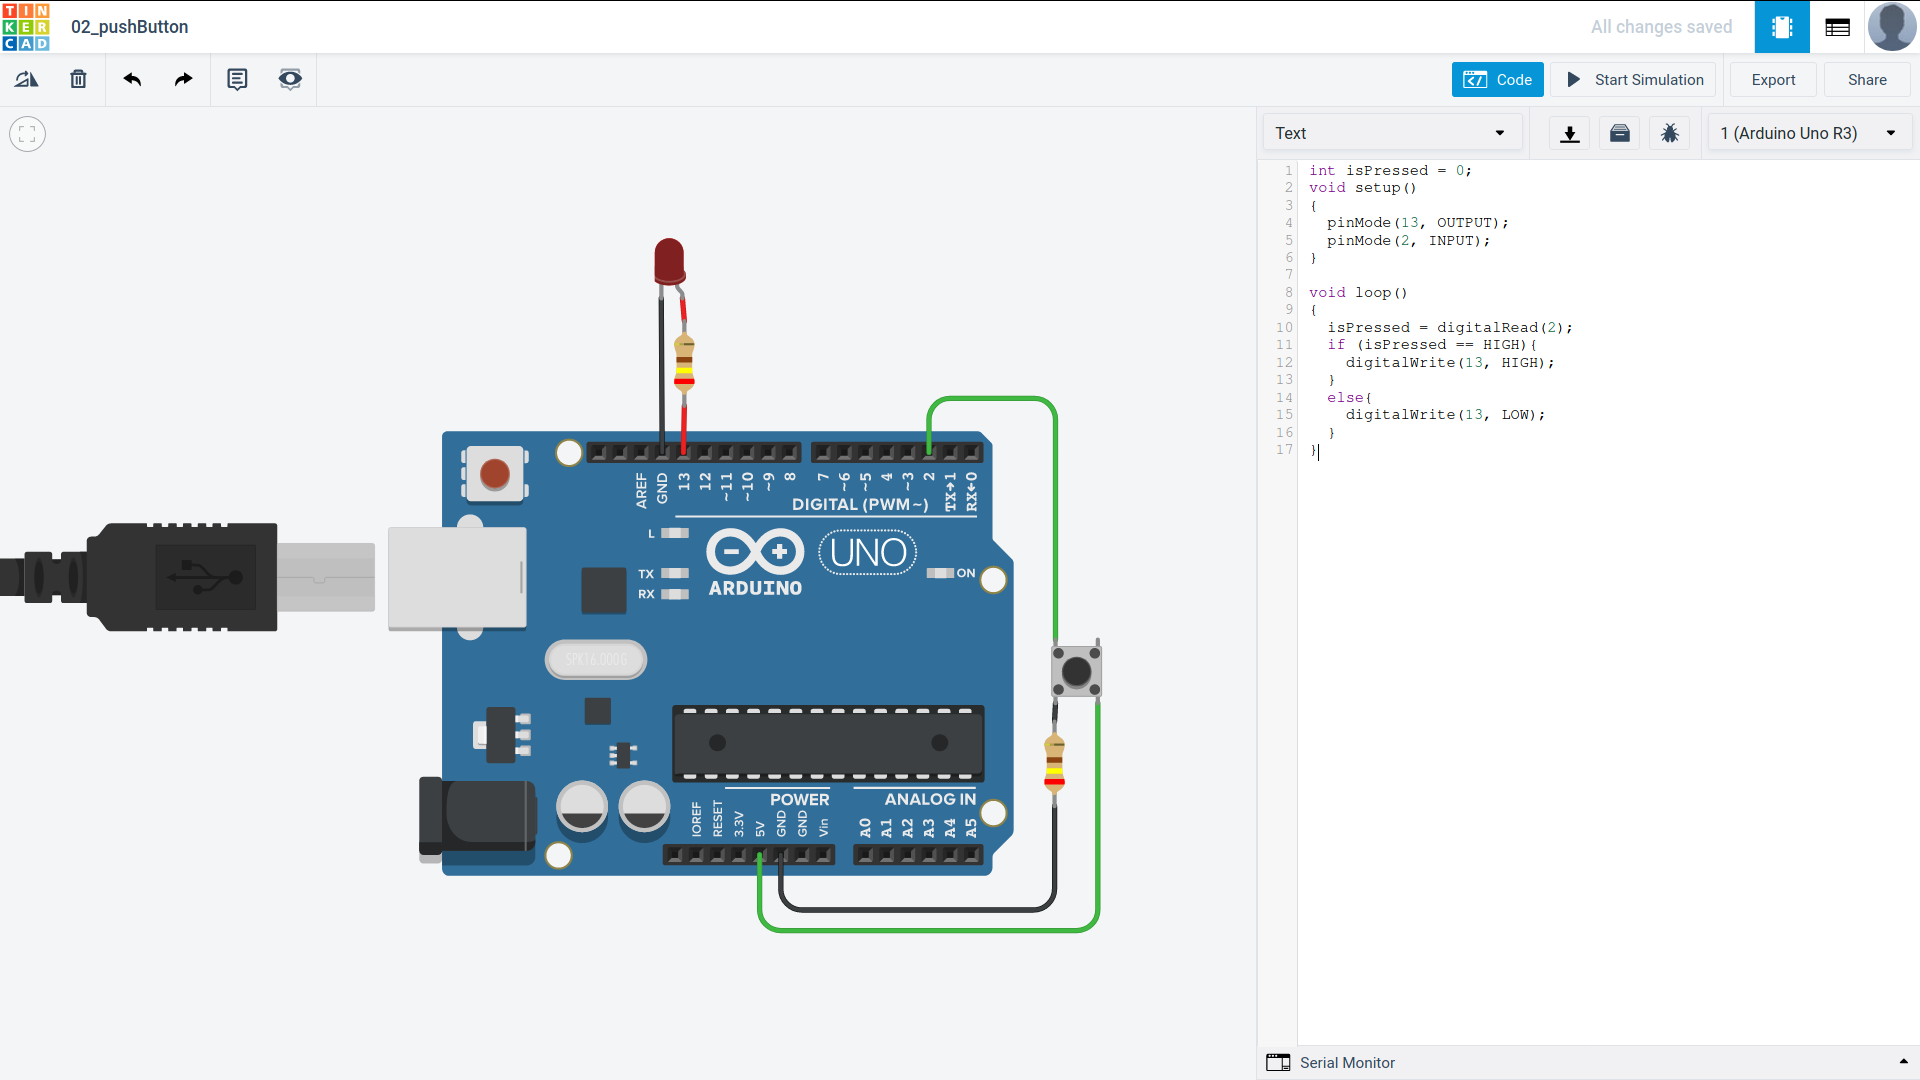 TIN
KER
CAD
02_pushButton
All changes saved
Code
Start Simulation
Export
Share
Text
1 (Arduino Uno R3)
1 int isPressed = 0;
2 void setup()
3 {
4 pinMode(13, OUTPUT);
5 pinMode(2, INPUT);
6 }
7
8 void loop()
9 {
10 isPressed = digitalRead(2);
11 if (isPressed == HIGH){
12 digitalWrite(13, HIGH);
13 }
14 else{
15 digitalWrite(13, LOW);
16 }
17 }
AREF
GND
13
12
~11
~10
~9
8
7
~6
~5
4
~3
2
TX→1
RX←0
DIGITAL (PWM~)
L
TX
RX
ARDUINO
UNO
ON
SPK16.000G
POWER
ANALOG IN
IOREF
RESET
3.3V
5V
GND
GND
Vin
A0
A1
A2
A3
A4
A5
Serial Monitor